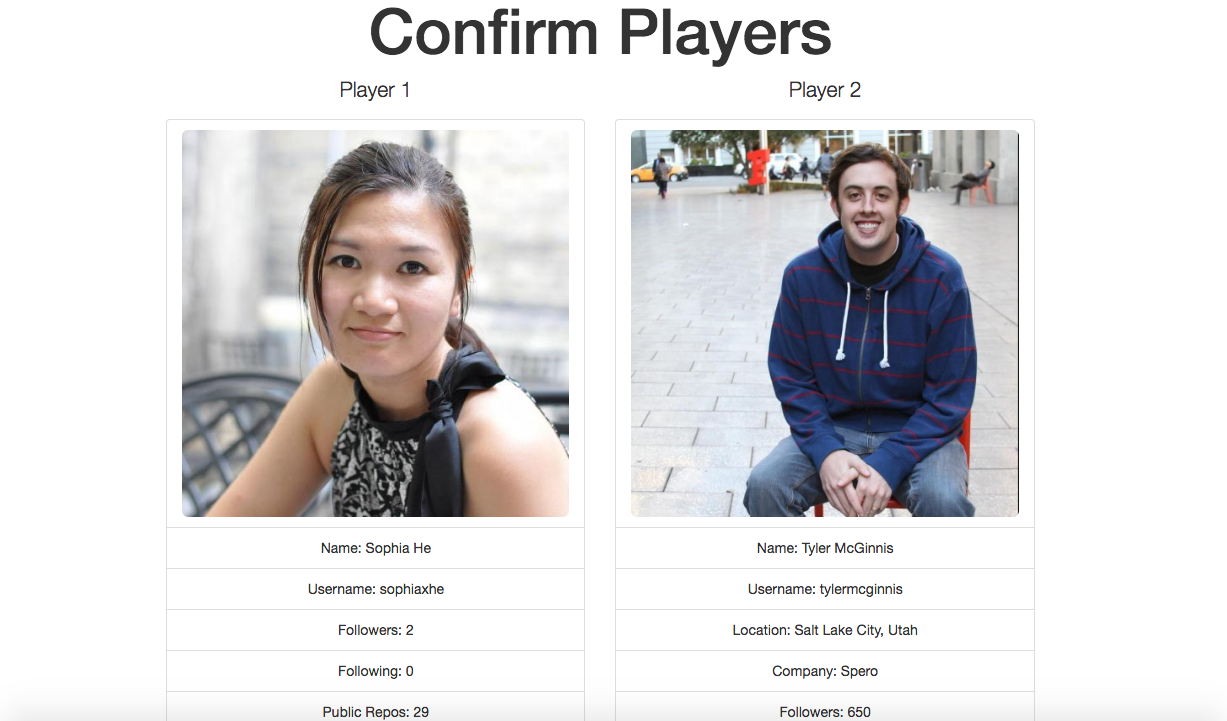 Confirm Players
Player 1
Name: Sophia He
Username: sophiaxhe
Followers: 2
Following: 0
Public Repos: 29
Player 2
Name: Tyler McGinnis
Username: tylermcginnis
Location: Salt Lake City, Utah
Company: Spero
Followers: 650